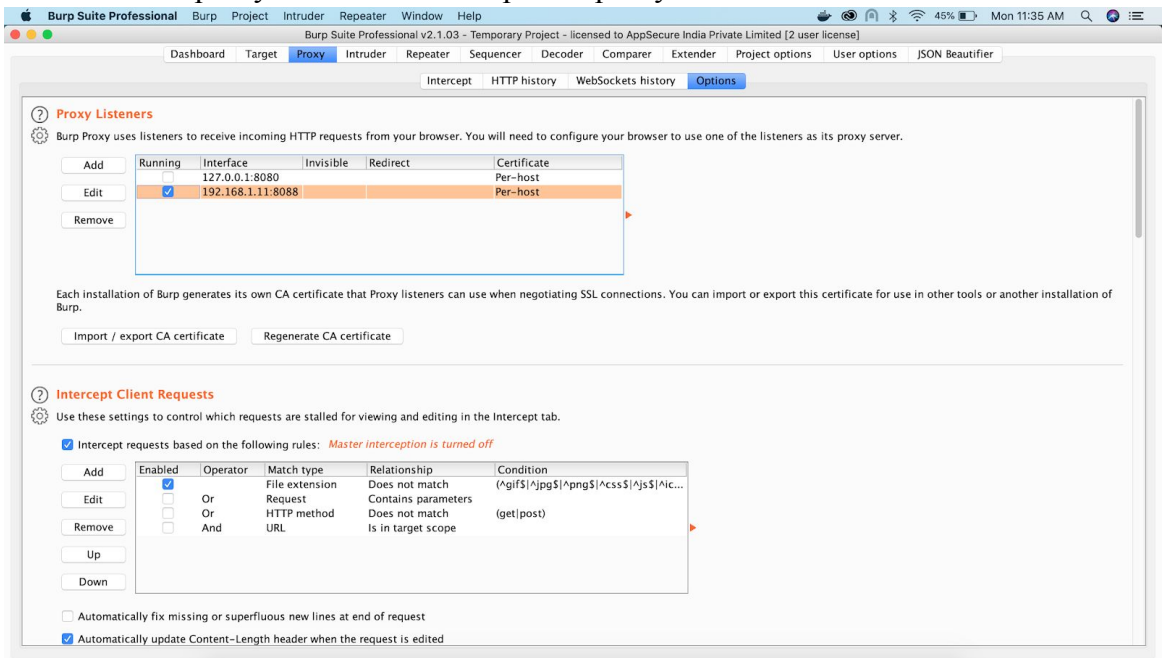 Burp Suite Professional Burp Project Intruder Repeater Window Help 45% Mon 11:35 AM
Burp Suite Professional v2.1.03 - Temporary Project - licensed to AppSecure India Private Limited [2 user license]
Dashboard Target Proxy Intruder Repeater Sequencer Decoder Comparer Extender Project options User options JSON Beautifier
Intercept HTTP history WebSockets history Options
? Proxy Listeners
Burp Proxy uses listeners to receive incoming HTTP requests from your browser. You will need to configure your browser to use one of the listeners as its proxy server.
Add Running Interface Invisible Redirect Certificate
127.0.0.1:8080 Per-host
Edit 192.168.1.11:8088 Per-host
Remove
Each installation of Burp generates its own CA certificate that Proxy listeners can use when negotiating SSL connections. You can import or export this certificate for use in other tools or another installation of
Burp.
Import / export CA certificate Regenerate CA certificate
? Intercept Client Requests
Use these settings to control which requests are stalled for viewing and editing in the Intercept tab.
Intercept requests based on the following rules: Master interception is turned off
Add Enabled Operator Match type Relationship Condition
File extension Does not match (^gif$|^jpg$|^png$|^css$|^js$|^ic...
Edit Or Request Contains parameters
Or HTTP method Does not match (get|post)
Remove And URL Is in target scope
Up
Down
Automatically fix missing or superfluous new lines at end of request
Automatically update Content-Length header when the request is edited